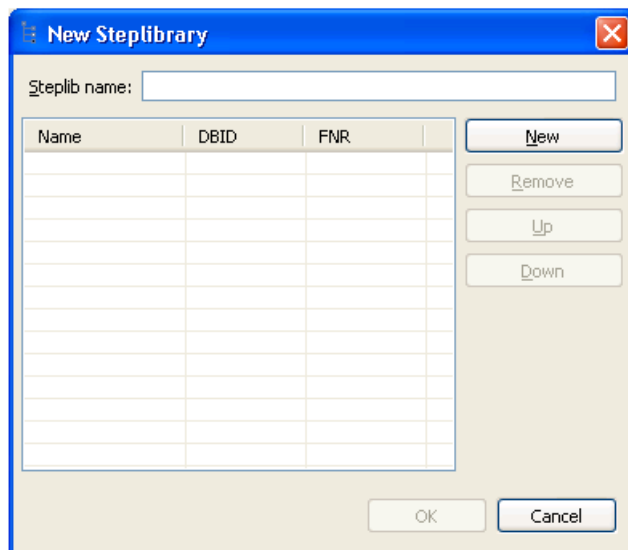 New Steplibrary
Steplib name:
Name DBID FNR
New
Remove
Up
Down
OK Cancel